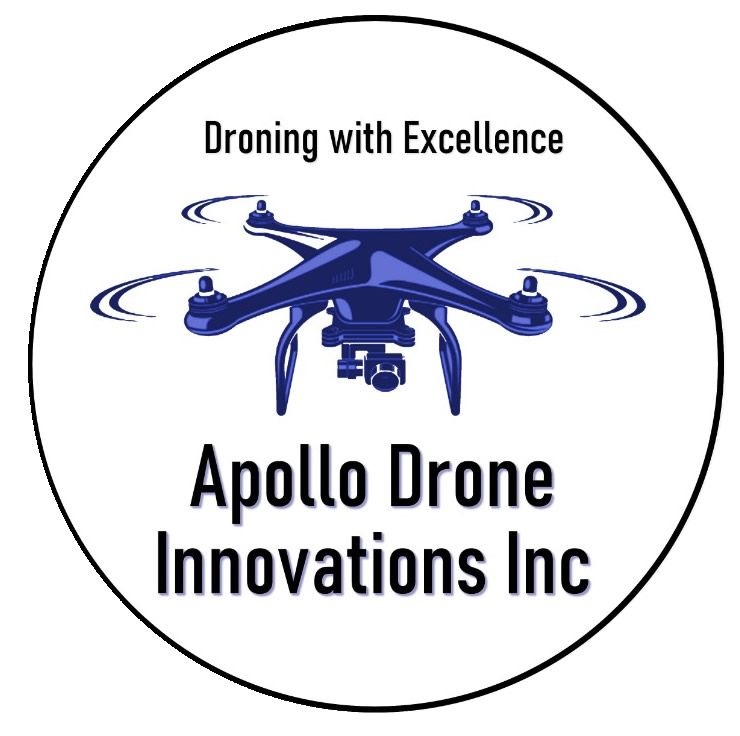 Droning with Excellence
Apollo Drone
Innovations Inc